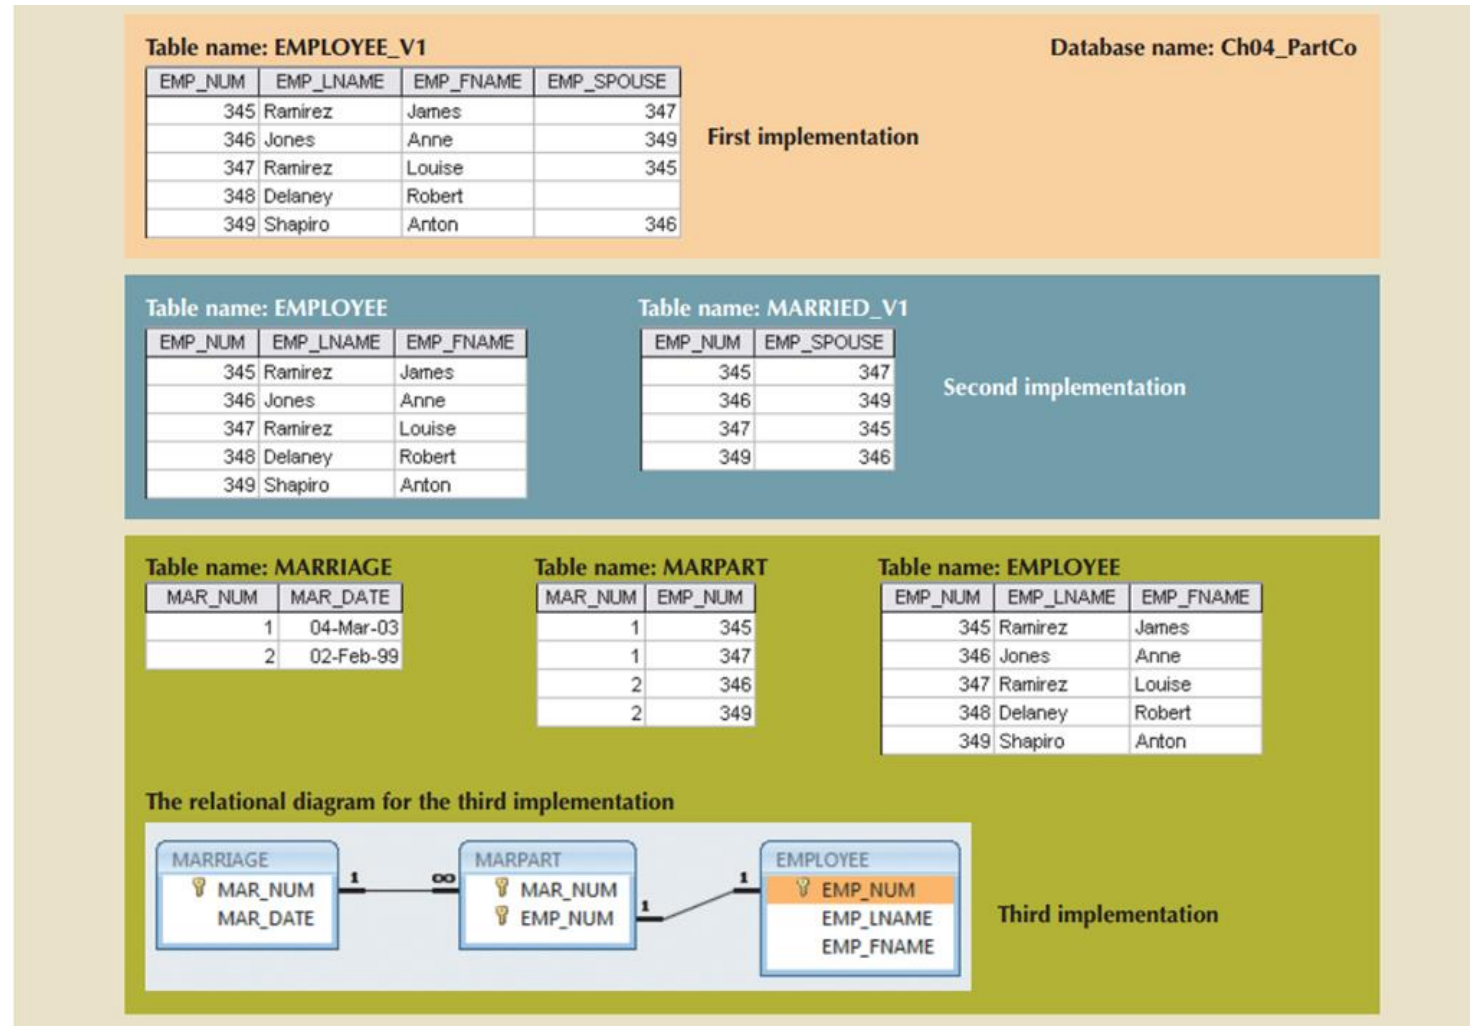 Table name: EMPLOYEE_V1 Database name: Ch04_PartCo
EMP_NUM EMP_LNAME EMP_FNAME EMP_SPOUSE
345 Ramirez James 347
346 Jones Anne 349
347 Ramirez Louise 345
348 Delaney Robert
349 Shapiro Anton 346
First implementation
Table name: EMPLOYEE
EMP_NUM EMP_LNAME EMP_FNAME
345 Ramirez James
346 Jones Anne
347 Ramirez Louise
348 Delaney Robert
349 Shapiro Anton
Table name: MARRIED_V1
EMP_NUM EMP_SPOUSE
345 347
346 349
347 345
349 346
Second implementation
Table name: MARRIAGE
MAR_NUM MAR_DATE
1 04-Mar-03
2 02-Feb-99
Table name: MARPART
MAR_NUM EMP_NUM
1 345
1 347
2 346
2 349
Table name: EMPLOYEE
EMP_NUM EMP_LNAME EMP_FNAME
345 Ramirez James
346 Jones Anne
347 Ramirez Louise
348 Delaney Robert
349 Shapiro Anton
The relational diagram for the third implementation
MARRIAGE
MAR_NUM
MAR_DATE
1 ∞
MARPART
MAR_NUM
EMP_NUM
1 1
EMPLOYEE
EMP_NUM
EMP_LNAME
EMP_FNAME
Third implementation